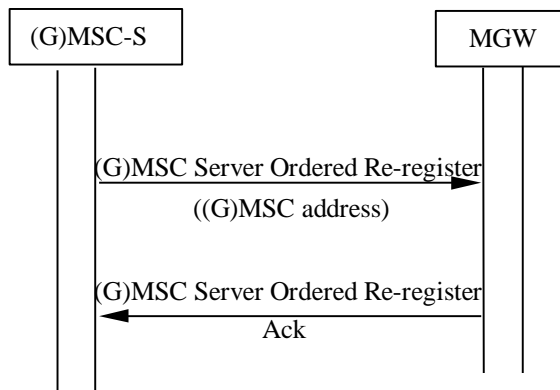 (G)MSC-S
MGW
(G)MSC Server Ordered Re-register
((G)MSC address)
(G)MSC Server Ordered Re-register
Ack